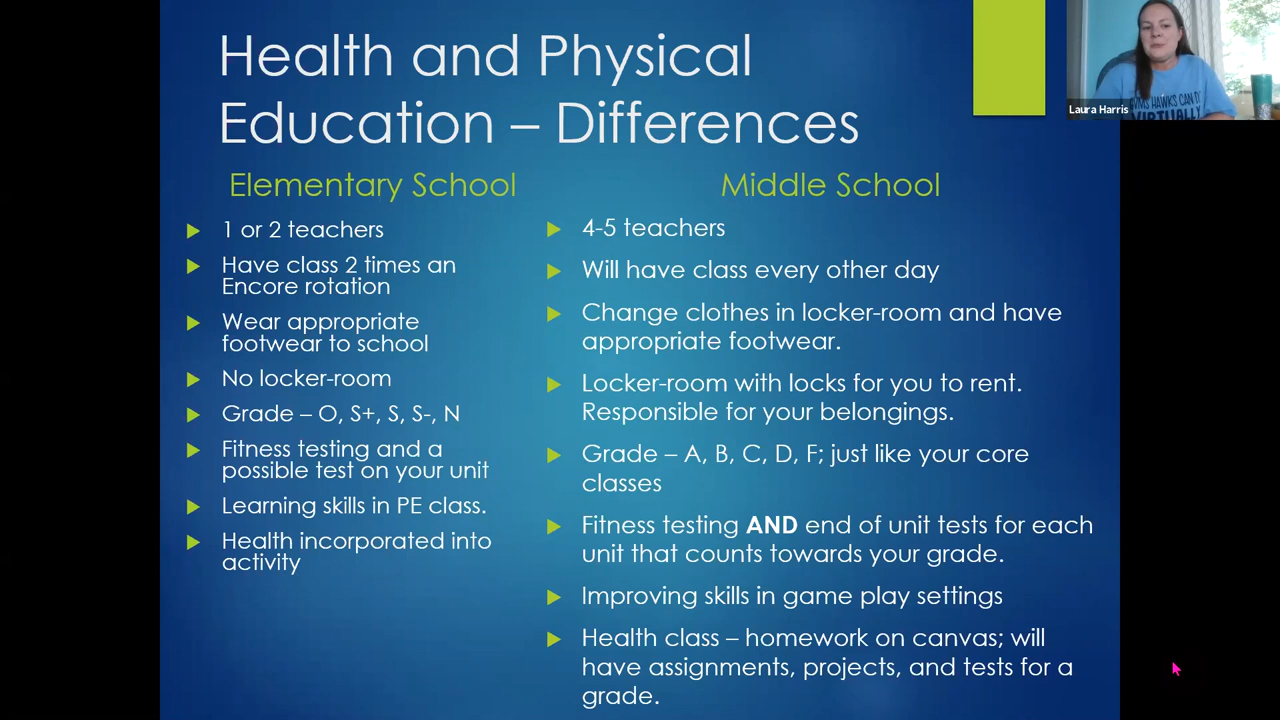 Health and Physical
Education – Differences
Elementary School
1 or 2 teachers
Have class 2 times an
Encore rotation
Wear appropriate
footwear to school
No locker-room
Grade – O, S+, S, S-, N
Fitness testing and a
possible test on your unit
Learning skills in PE class.
Health incorporated into
activity
Middle School
4-5 teachers
Will have class every other day
Change clothes in locker-room and have
appropriate footwear.
Locker-room with locks for you to rent.
Responsible for your belongings.
Grade – A, B, C, D, F; just like your core
classes
Fitness testing AND end of unit tests for each
unit that counts towards your grade.
Improving skills in game play settings
Health class – homework on canvas; will
have assignments, projects, and tests for a
grade.
HAWKS CAN D
VIRTUALLY
Laura Harris